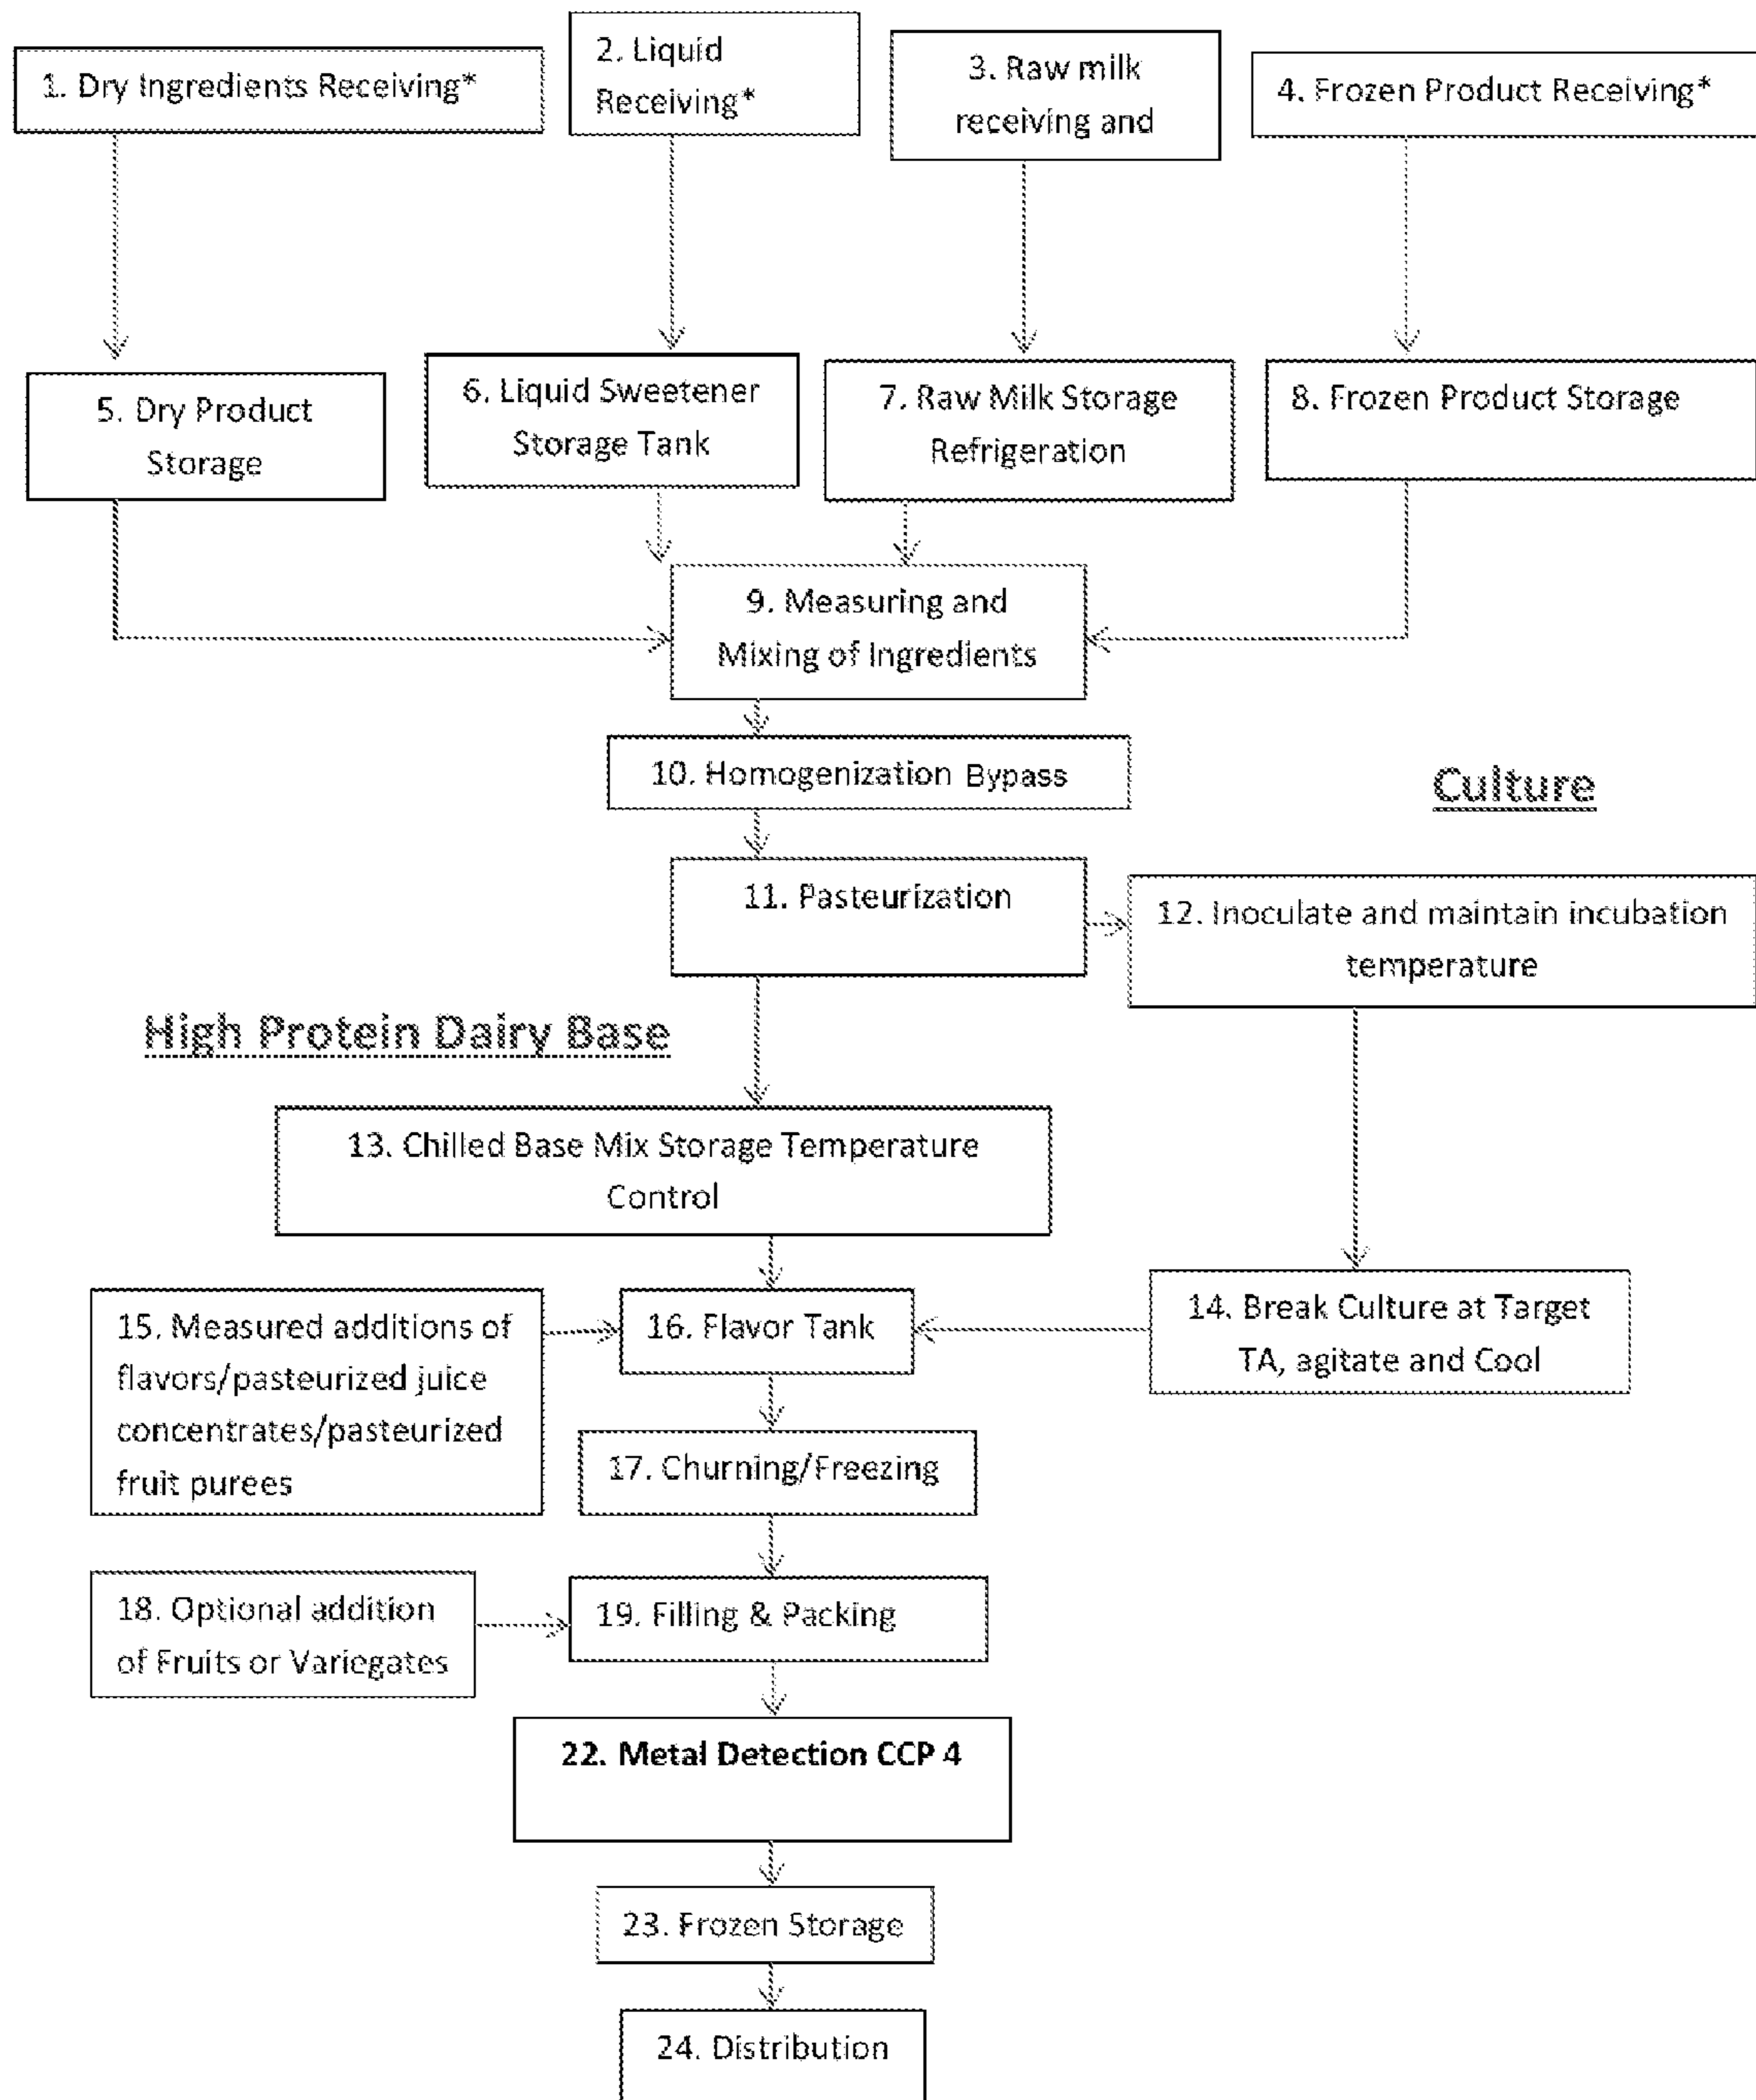 1. Dry Ingredients Receiving*
2. Liquid
Receiving*
3. Raw milk
receiving and
4. Frozen Product Receiving*
5. Dry Product
Storage
6. Liquid Sweetener
Storage Tank
7. Raw Milk Storage
Refrigeration
8. Frozen Product Storage
9. Measuring and
Mixing of Ingredients
10. Homogenization Bypass
Culture
11. Pasteurization
12. Inoculate and maintain incubation
temperature
High Protein Dairy Base
13. Chilled Base Mix Storage Temperature
Control
14. Break Culture at Target
TA, agitate and Cool
15. Measured additions of
flavors/pasteurized juice
concentrates/pasteurized
fruit purees
16. Flavor Tank
17. Churning/Freezing
18. Optional addition
of Fruits or Variegates
19. Filling & Packing
22. Metal Detection CCP 4
23. Frozen Storage
24. Distribution